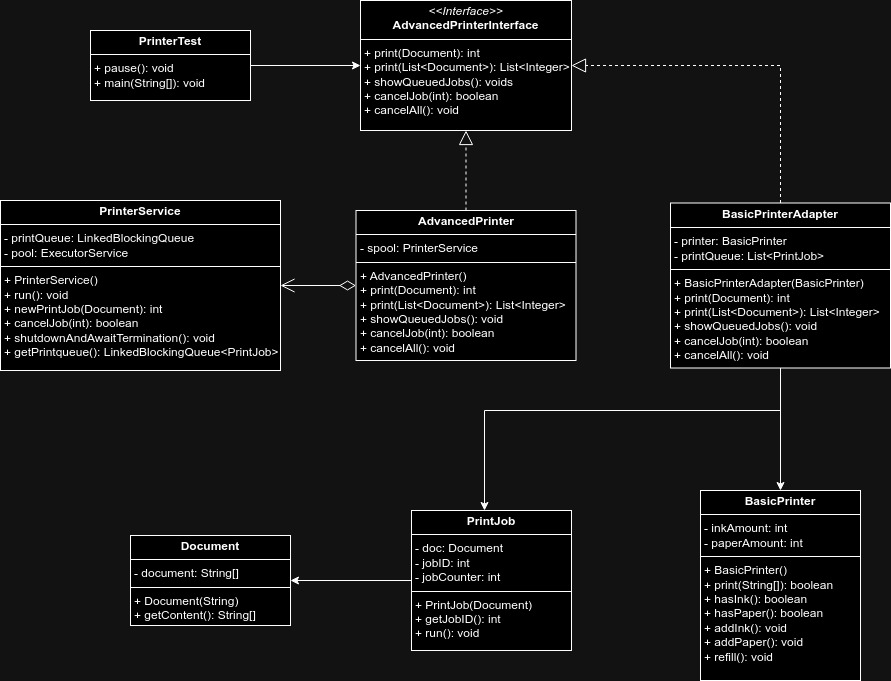 PrinterTest
+ pause(): void
+ main(String[]): void
<<Interface>>
AdvancedPrinterInterface
+ print(Document): int
+ print(List<Document>): List<Integer>
+ showQueuedJobs(): voids
+ cancelJob(int): boolean
+ cancelAll(): void
PrinterService
- printQueue: LinkedBlockingQueue
- pool: ExecutorService
+ PrinterService()
+ run(): void
+ newPrintJob(Document): int
+ cancelJob(int): boolean
+ shutdownAndAwaitTermination(): void
+ getPrintqueue(): LinkedBlockingQueue<PrintJob>
AdvancedPrinter
- spool: PrinterService
+ AdvancedPrinter()
+ print(Document): int
+ print(List<Document>): List<Integer>
+ showQueuedJobs(): void
+ cancelJob(int): boolean
+ cancelAll(): void
BasicPrinterAdapter
- printer: BasicPrinter
- printQueue: List<PrintJob>
+ BasicPrinterAdapter(BasicPrinter)
+ print(Document): int
+ print(List<Document>): List<Integer>
+ showQueuedJobs(): void
+ cancelJob(int): boolean
+ cancelAll(): void
Document
- document: String[]
+ Document(String)
+ getContent(): String[]
PrintJob
- doc: Document
- jobID: int
- jobCounter: int
+ PrintJob(Document)
+ getJobID(): int
+ run(): void
BasicPrinter
- inkAmount: int
- paperAmount: int
+ BasicPrinter()
+ print(String[]): boolean
+ hasInk(): boolean
+ hasPaper(): boolean
+ addInk(): void
+ addPaper(): void
+ refill(): void